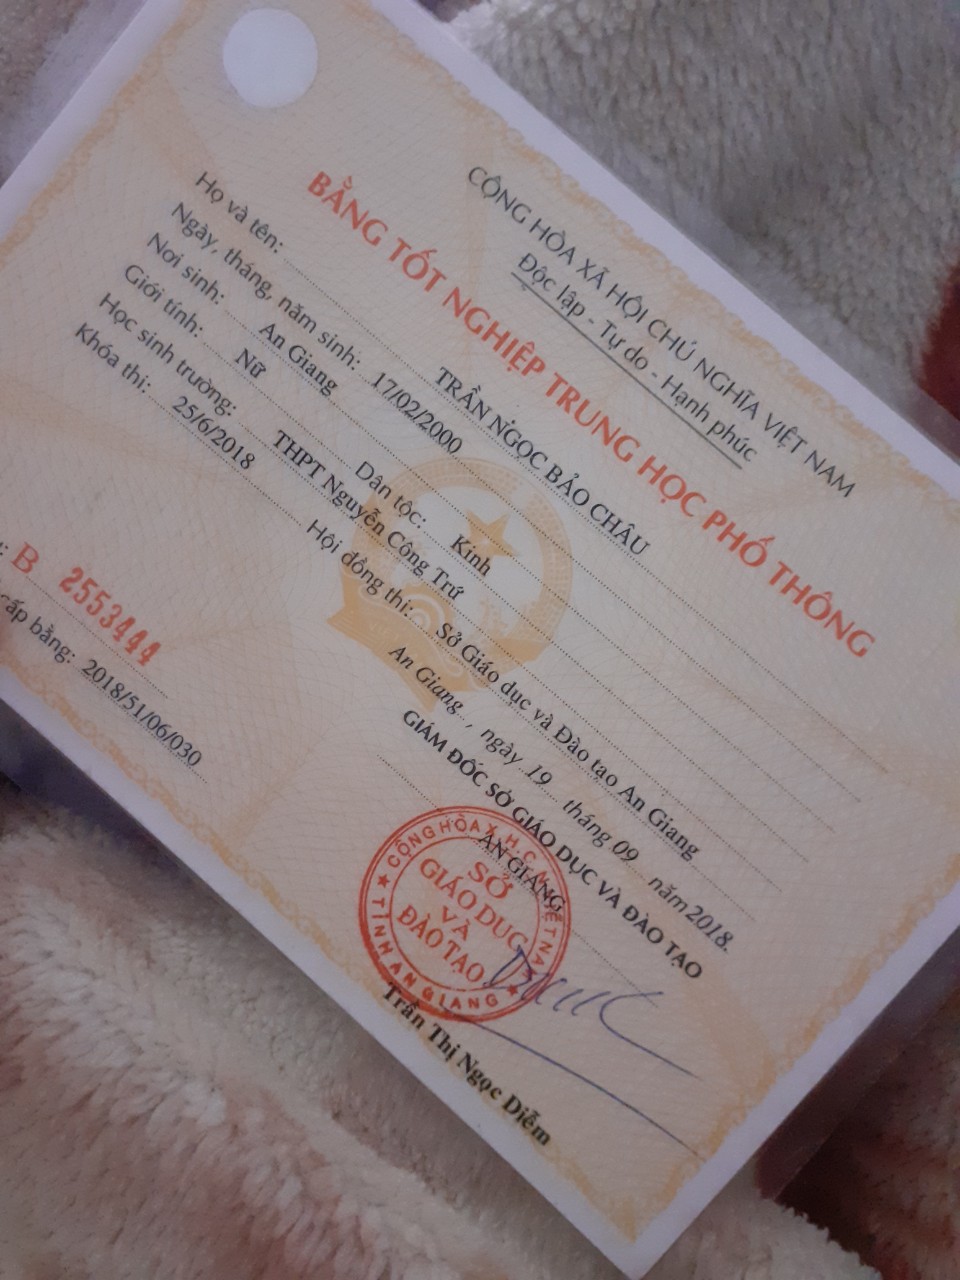 CỘNG HÒA XÃ HỘI CHỦ NGHĨA VIỆT NAM
Độc lập - Tự do - Hạnh phúc
BẰNG TỐT NGHIỆP TRUNG HỌC PHỔ THÔNG
Họ và tên: TRẦN NGỌC BẢO CHÂU
Ngày, tháng, năm sinh: 17/02/2000
Nơi sinh: An Giang
Giới tính: Nữ Dân tộc: Kinh
Học sinh trường: THPT Nguyễn Công Trứ
Khóa thi: 25/6/2018 Hội đồng thi: Sở Giáo dục và Đào tạo An Giang
An Giang , ngày 19 tháng 09 năm 2018.
GIÁM ĐỐC SỞ GIÁO DỤC VÀ ĐÀO TẠO
AN GIANG
B 2553444
cấp bằng: 2018/51/06/030
CỘNG HÒA X.H.C.N VIỆT NAM
SỞ
GIÁO DỤC
VÀ
ĐÀO TẠO
TỈNH AN GIANG
Trần Thị Ngọc Diễm